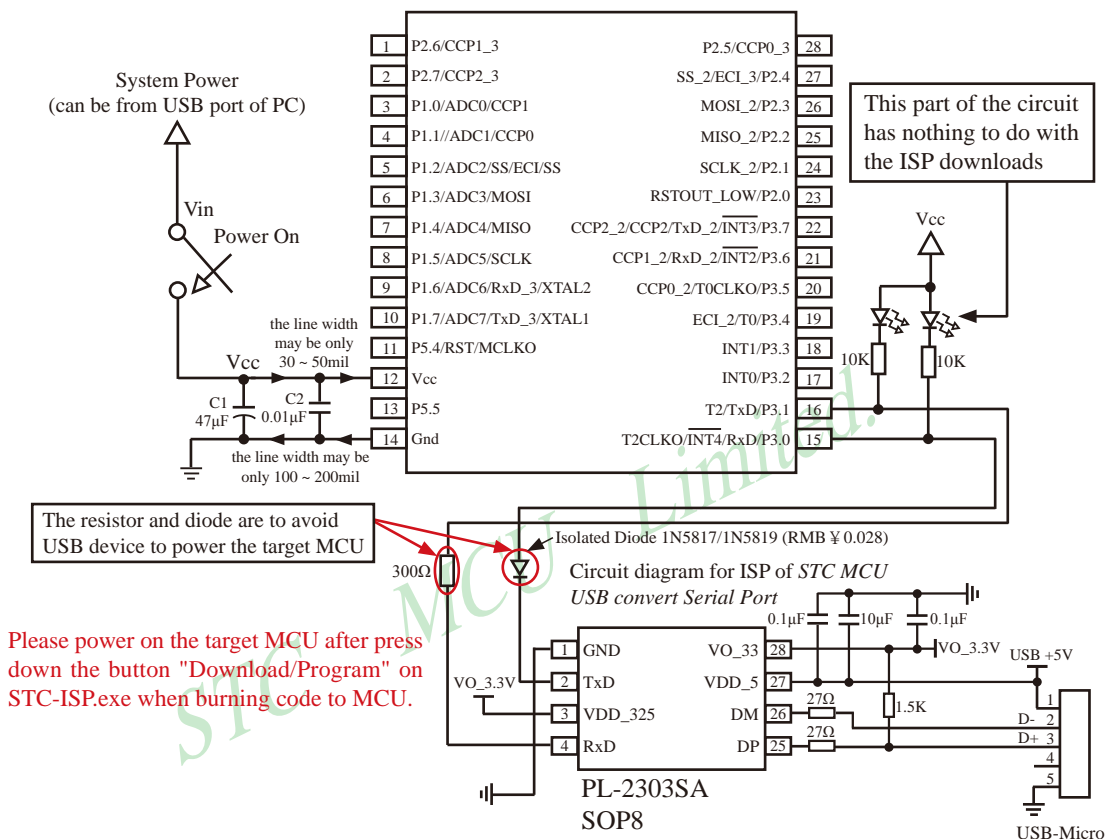 System Power
(can be from USB port of PC)
Vin
Power On
the line width
may be only
30 ~ 50mil
Vcc
C1
47µF
C2
0.01µF
the line width may be
only 100 ~ 200mil
1 P2.6/CCP1_3
2 P2.7/CCP2_3
3 P1.0/ADC0/CCP1
4 P1.1//ADC1/CCP0
5 P1.2/ADC2/SS/ECI/SS
6 P1.3/ADC3/MOSI
7 P1.4/ADC4/MISO
8 P1.5/ADC5/SCLK
9 P1.6/ADC6/RxD_3/XTAL2
10 P1.7/ADC7/TxD_3/XTAL1
11 P5.4/RST/MCLKO
12 Vcc
13 P5.5
14 Gnd
P2.5/CCP0_3 28
SS_2/ECI_3/P2.4 27
MOSI_2/P2.3 26
MISO_2/P2.2 25
SCLK_2/P2.1 24
RSTOUT_LOW/P2.0 23
CCP2_2/CCP2/TxD_2/INT3/P3.7 22
CCP1_2/RxD_2/INT2/P3.6 21
CCP0_2/T0CLKO/P3.5 20
ECI_2/T0/P3.4 19
INT1/P3.3 18
INT0/P3.2 17
T2/TxD/P3.1 16
T2CLKO/INT4/RxD/P3.0 15
This part of the circuit
has nothing to do with
the ISP downloads
Vcc
10K
10K
The resistor and diode are to avoid
USB device to power the target MCU
300Ω
Isolated Diode 1N5817/1N5819 (RMB ¥ 0.028)
Circuit diagram for ISP of STC MCU
USB convert Serial Port
Please power on the target MCU after press
down the button "Download/Program" on
STC-ISP.exe when burning code to MCU.
VO_3.3V
1 GND
2 TxD
3 VDD_325
4 RxD
VO_33 28
VDD_5 27
DM 26
DP 25
PL-2303SA
SOP8
0.1µF
10µF
0.1µF
VO_3.3V
USB +5V
27Ω
27Ω
1.5K
1
D- 2
D+ 3
4
5
USB-Micro
STC MCU Limited.